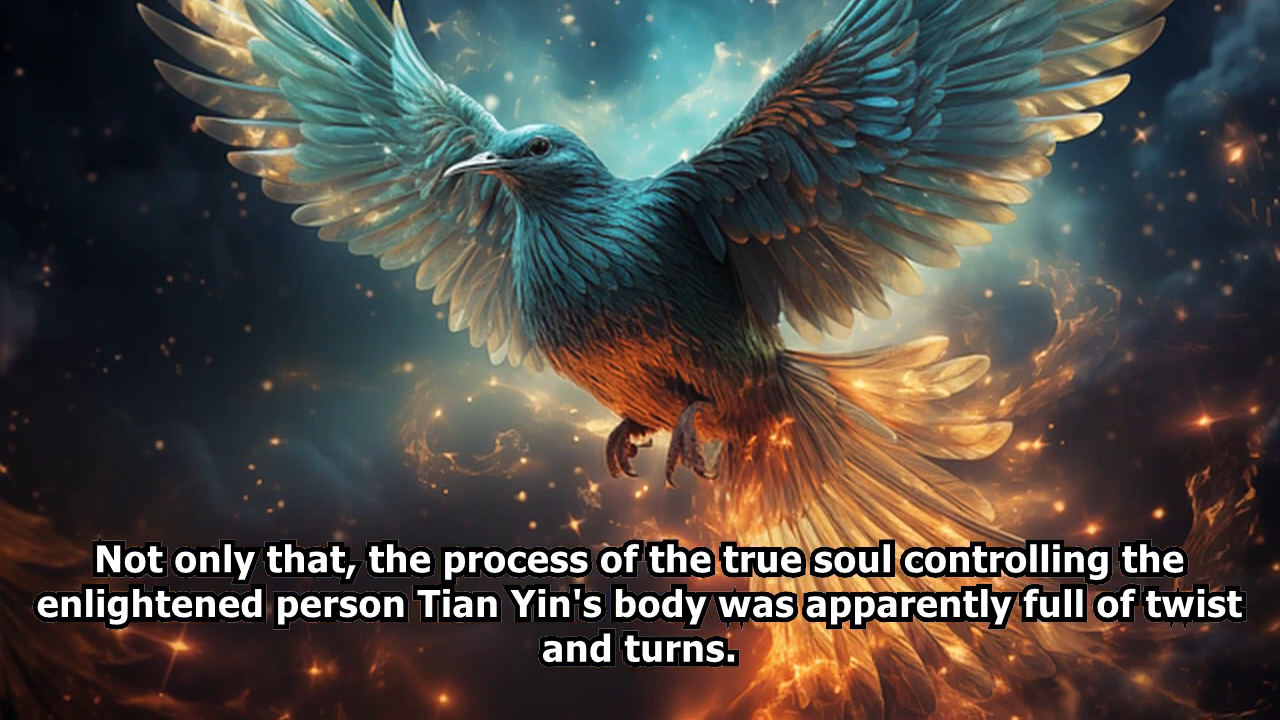 Not only that, the process of the true soul controlling the
enlightened person Tian Yin's body was apparently full of twist
and turns.